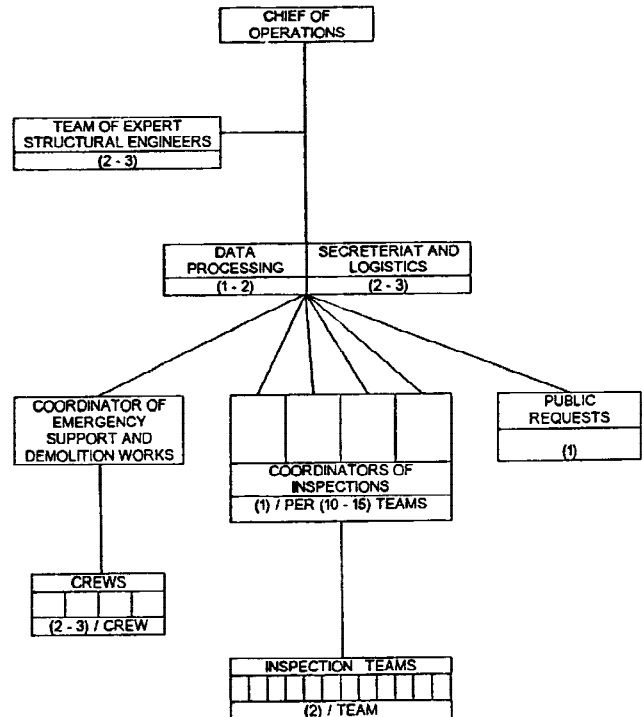 CHIEF OF
OPERATIONS
TEAM OF EXPERT
STRUCTURAL ENGINEERS
(2 - 3)
DATA
PROCESSING
(1 - 2)
SECRETERIAT AND
LOGISTICS
(2 - 3)
COORDINATOR OF
EMERGENCY
SUPPORT AND
DEMOLITION WORKS
COORDINATORS OF
INSPECTIONS
(1) / PER (10 - 15) TEAMS
PUBLIC
REQUESTS
(1)
CREWS
(2 - 3) / CREW
INSPECTION TEAMS
(2) / TEAM